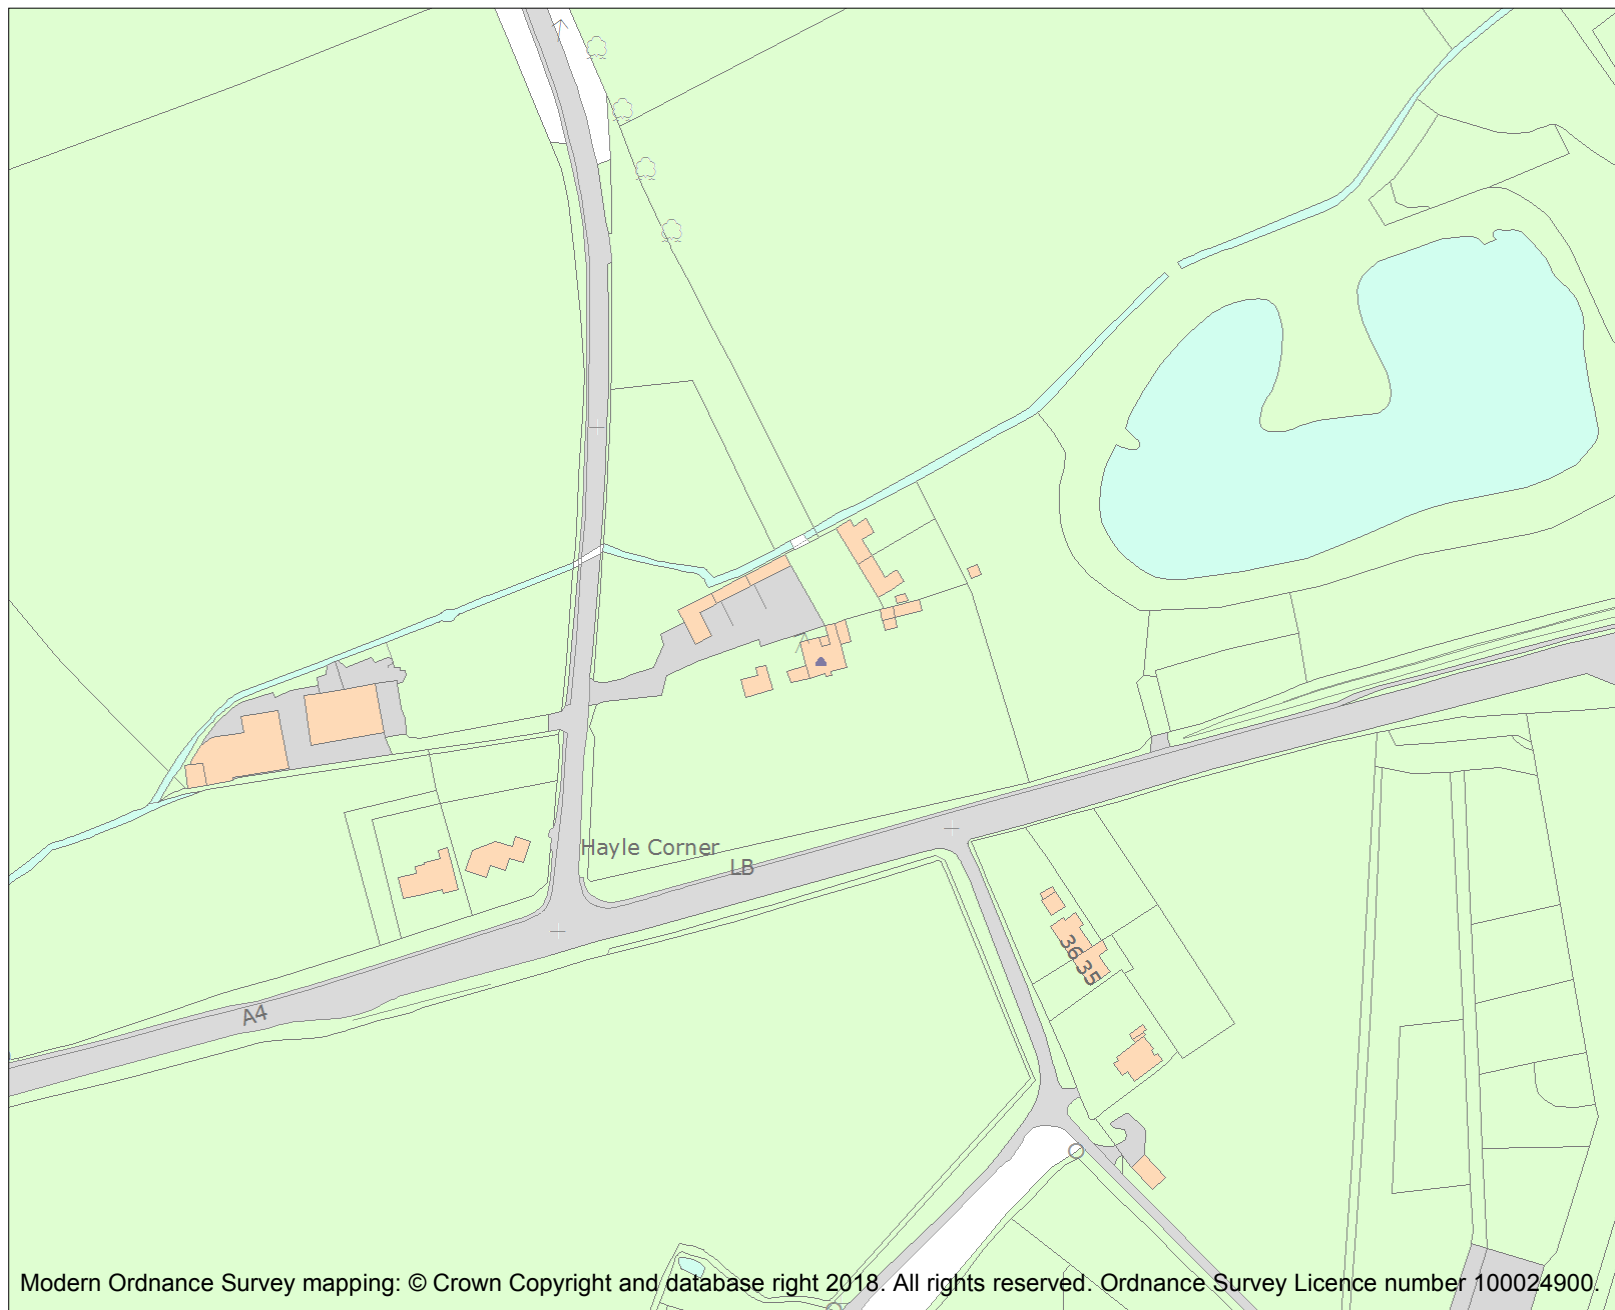 Hayle Corner
LB
36
35
A4
Modern Ordnance Survey mapping: © Crown Copyright and database right 2018. All rights reserved. Ordnance Survey Licence number 100024900.